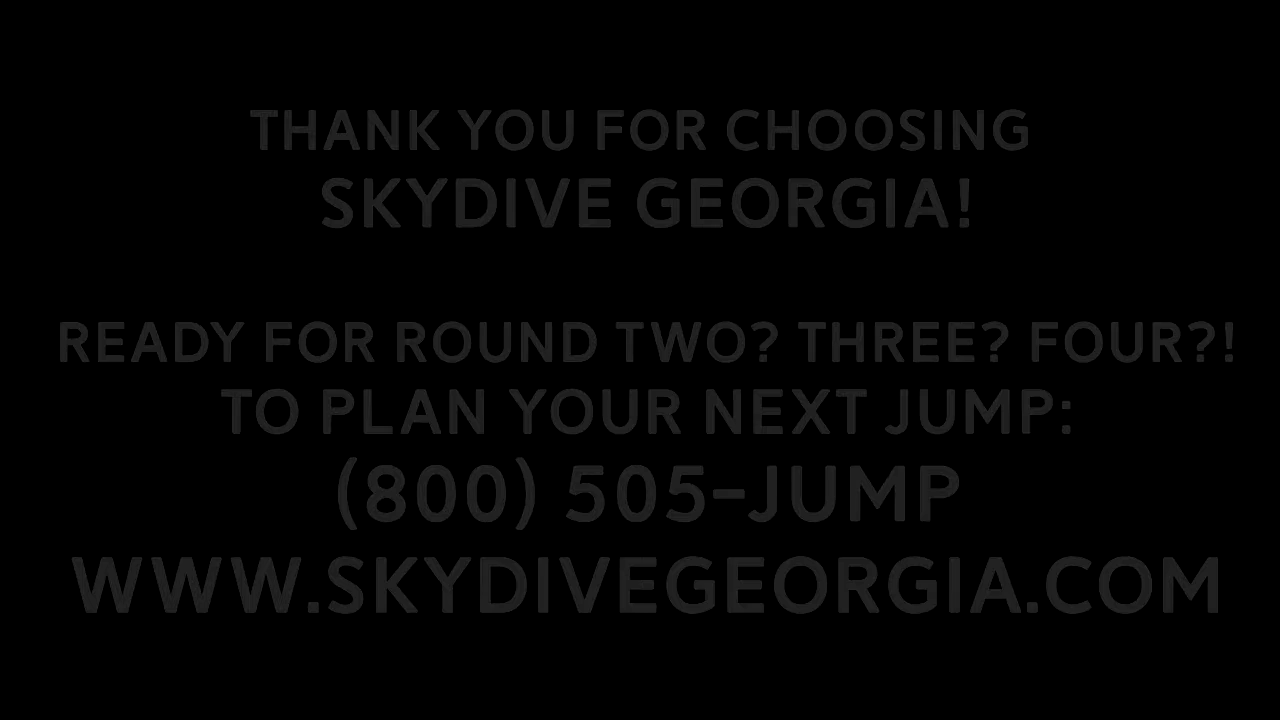 THANK YOU FOR CHOOSING
SKYDIVE GEORGIA!
READY FOR ROUND TWO? THREE? FOUR?!
TO PLAN YOUR NEXT JUMP:
(800) 505-JUMP
WWW.SKYDIVEGEORGIA.COM